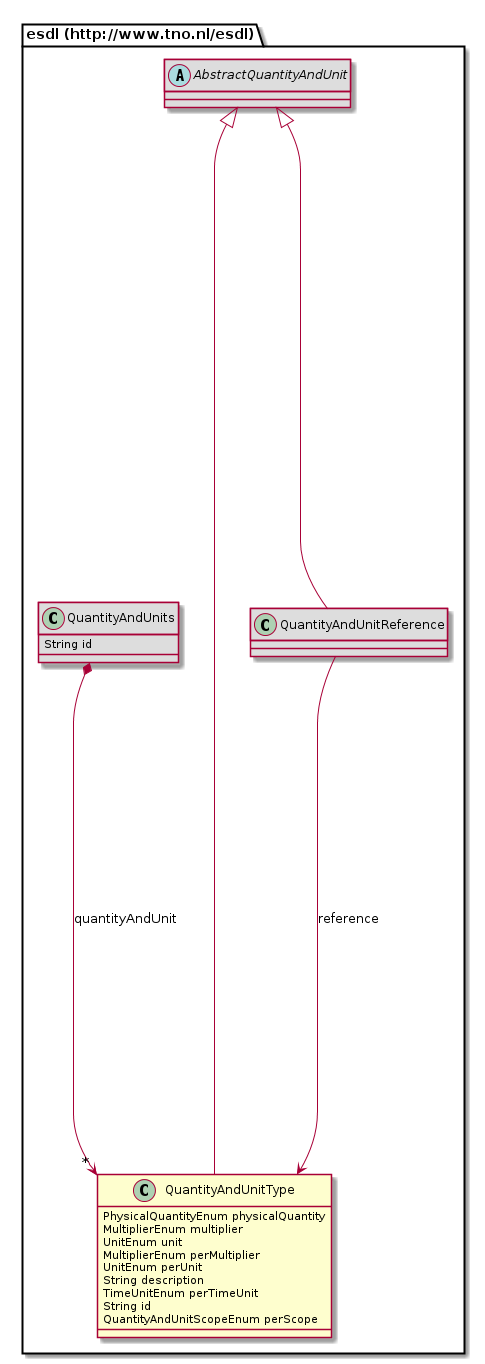 esdl (http://www.tno.nl/esdl)
A AbstractQuantityAndUnit
C QuantityAndUnits
String id
C QuantityAndUnitReference
quantityAndUnit
reference
*
C QuantityAndUnitType
PhysicalQuantityEnum physicalQuantity
MultiplierEnum multiplier
UnitEnum unit
MultiplierEnum perMultiplier
UnitEnum perUnit
String description
TimeUnitEnum perTimeUnit
String id
QuantityAndUnitScopeEnum perScope